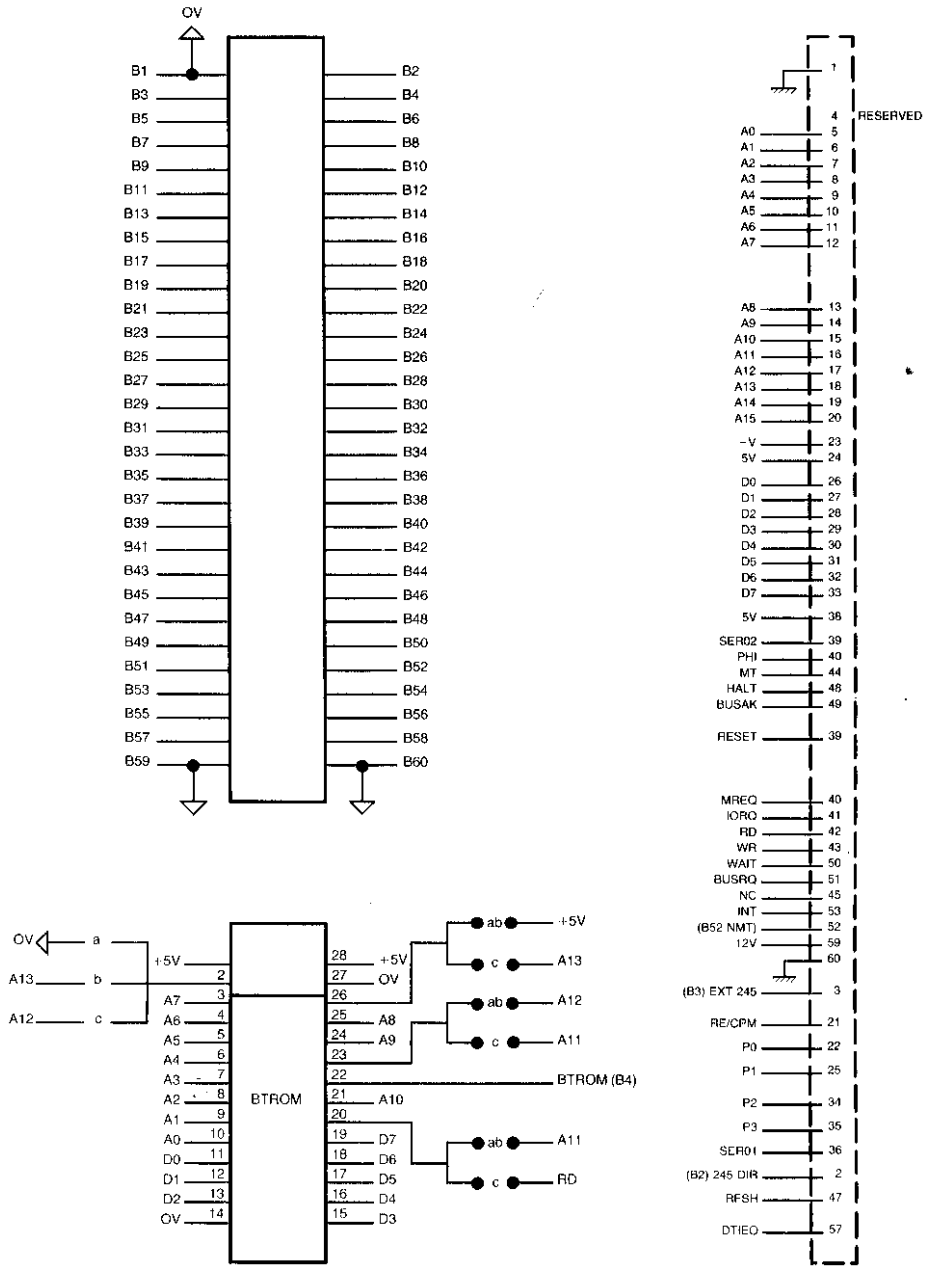 OV
B1 B2
B3 B4
B5 B6
B7 B8
B9 B10
B11 B12
B13 B14
B15 B16
B17 B18
B19 B20
B21 B22
B23 B24
B25 B26
B27 B28
B29 B30
B31 B32
B33 B34
B35 B36
B37 B38
B39 B40
B41 B42
B43 B44
B45 B46
B47 B48
B49 B50
B51 B52
B53 B54
B55 B56
B57 B58
B59 B60
OV a
A13 b
A12 c
+5V 28 +5V
2 27 OV
A7 3 26
A6 4 25 A8
A5 5 24 A9
A4 6 23
A3 7 22 BTROM (B4)
A2 8 21 A10
A1 9 20
A0 10 19 D7
D0 11 18 D6
D1 12 17 D5
D2 13 16 D4
OV 14 15 D3
BTROM
ab +5V
c A13
ab A12
c A11
ab A11
c RD
1
4 RESERVED
A0 5
A1 6
A2 7
A3 8
A4 9
A5 10
A6 11
A7 12
A8 13
A9 14
A10 15
A11 16
A12 17
A13 18
A14 19
A15 20
-V 23
5V 24
D0 26
D1 27
D2 28
D3 29
D4 30
D5 31
D6 32
D7 33
5V 38
SER02 39
PHI 40
MT 44
HALT 48
BUSAK 49
RESET 39
MREQ 40
IORQ 41
RD 42
WR 43
WAIT 50
BUSRQ 51
NC 45
INT 53
(B52 NMT) 52
12V 59
60
(B3) EXT 245 3
RE/CPM 21
P0 22
P1 25
P2 34
P3 35
SER01 36
(B2) 245 DIR 2
RFSH 47
DTIEO 57